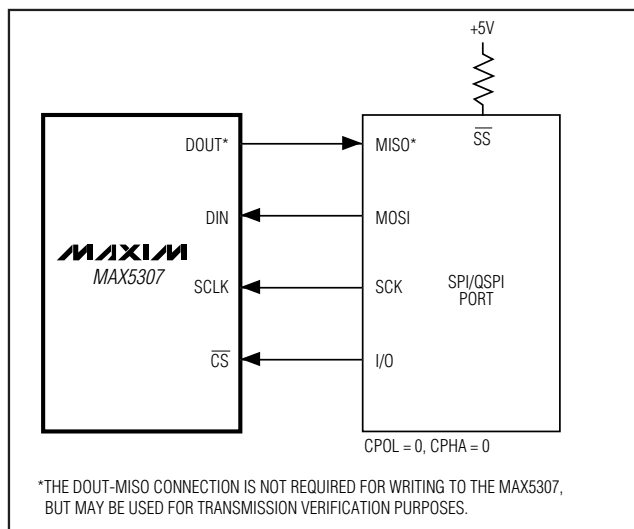 +5V
DOUT*
MISO*
SS
DIN
MOSI
MAXIM
MAX5307
SCLK
SCK
SPI/QSPI
PORT
CS
I/O
CPOL = 0, CPHA = 0
*THE DOUT-MISO CONNECTION IS NOT REQUIRED FOR WRITING TO THE MAX5307,
BUT MAY BE USED FOR TRANSMISSION VERIFICATION PURPOSES.